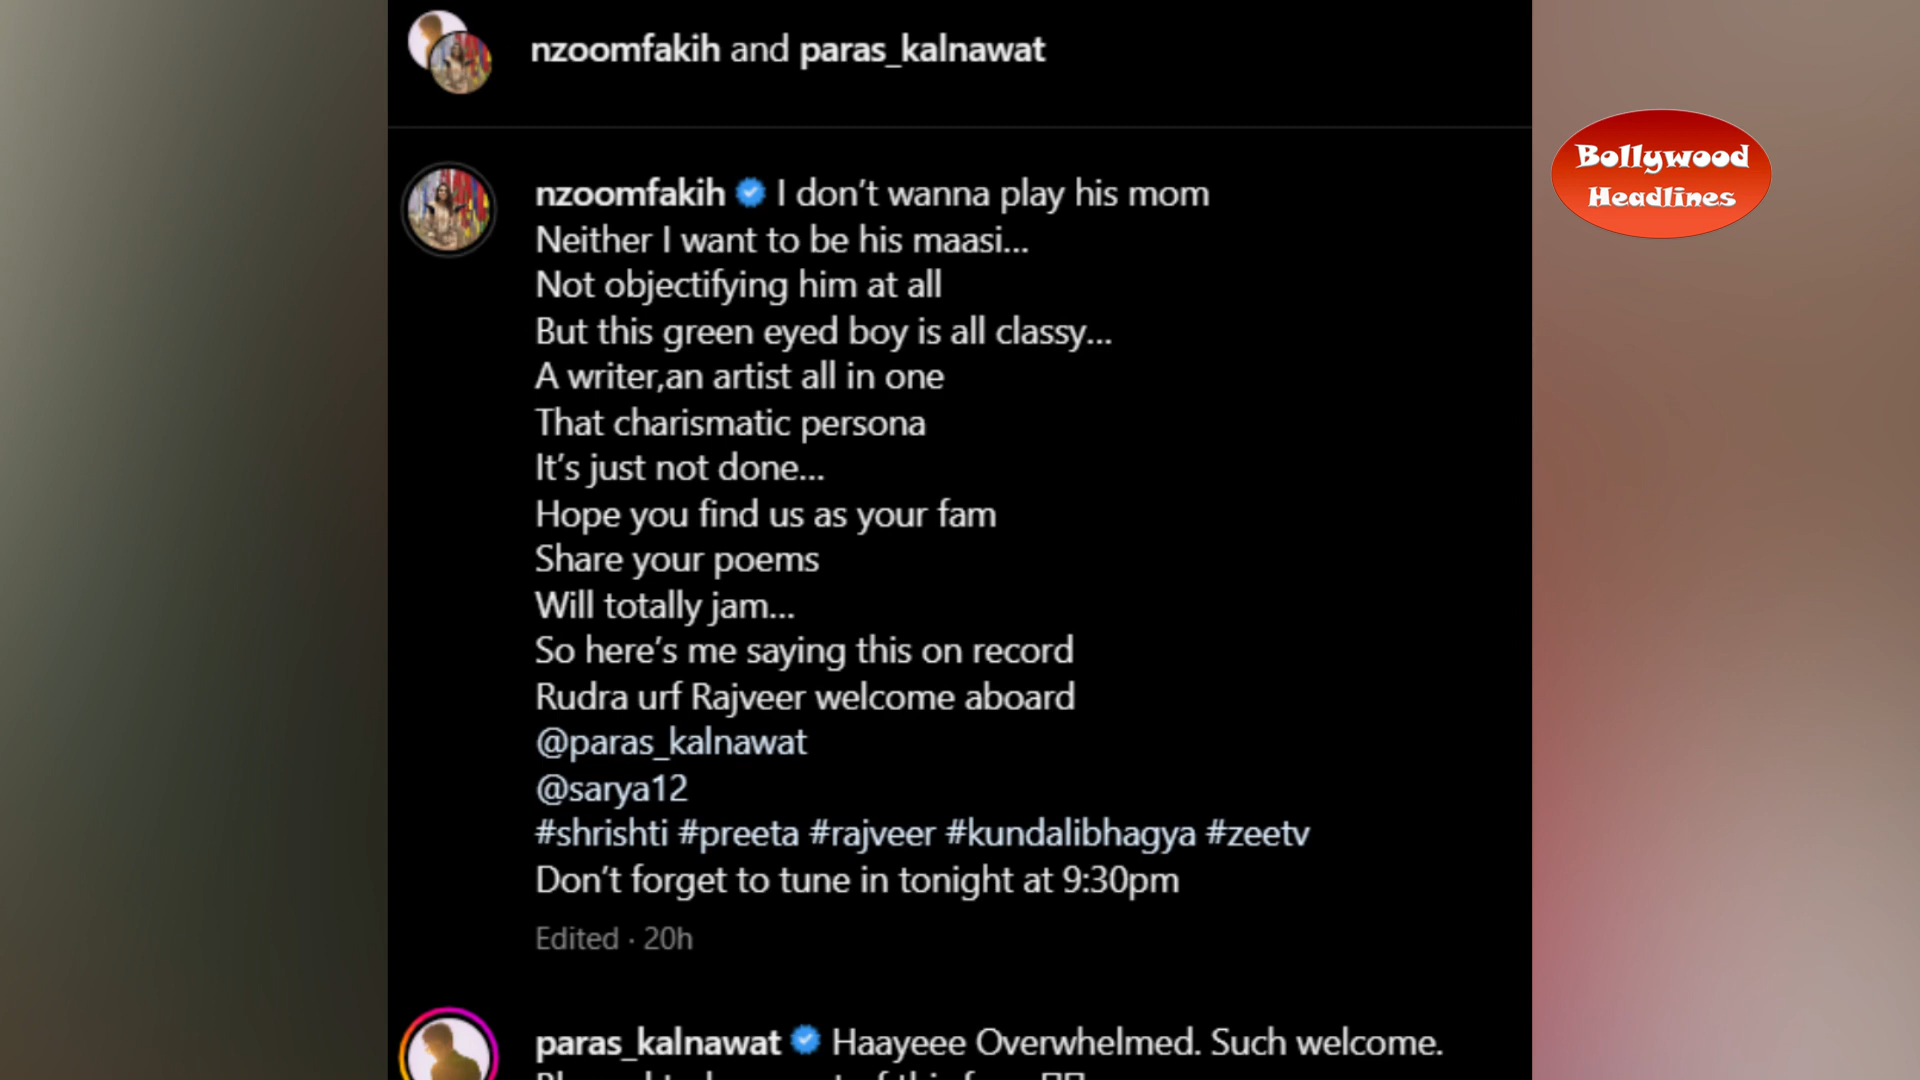 nzoomfakih and paras_kalnawat
Bollywood
Headlines
nzoomfakih I don’t wanna play his mom
Neither I want to be his maasi...
Not objectifying him at all
But this green eyed boy is all classy...
A writer,an artist all in one
That charismatic persona
It’s just not done...
Hope you find us as your fam
Share your poems
Will totally jam...
So here’s me saying this on record
Rudra urf Rajveer welcome aboard
@paras_kalnawat
@sarya12
#shrishti #preeta #rajveer #kundalibhagya #zeetv
Don’t forget to tune in tonight at 9:30pm
Edited · 20h
paras_kalnawat Haayeee Overwhelmed. Such welcome.